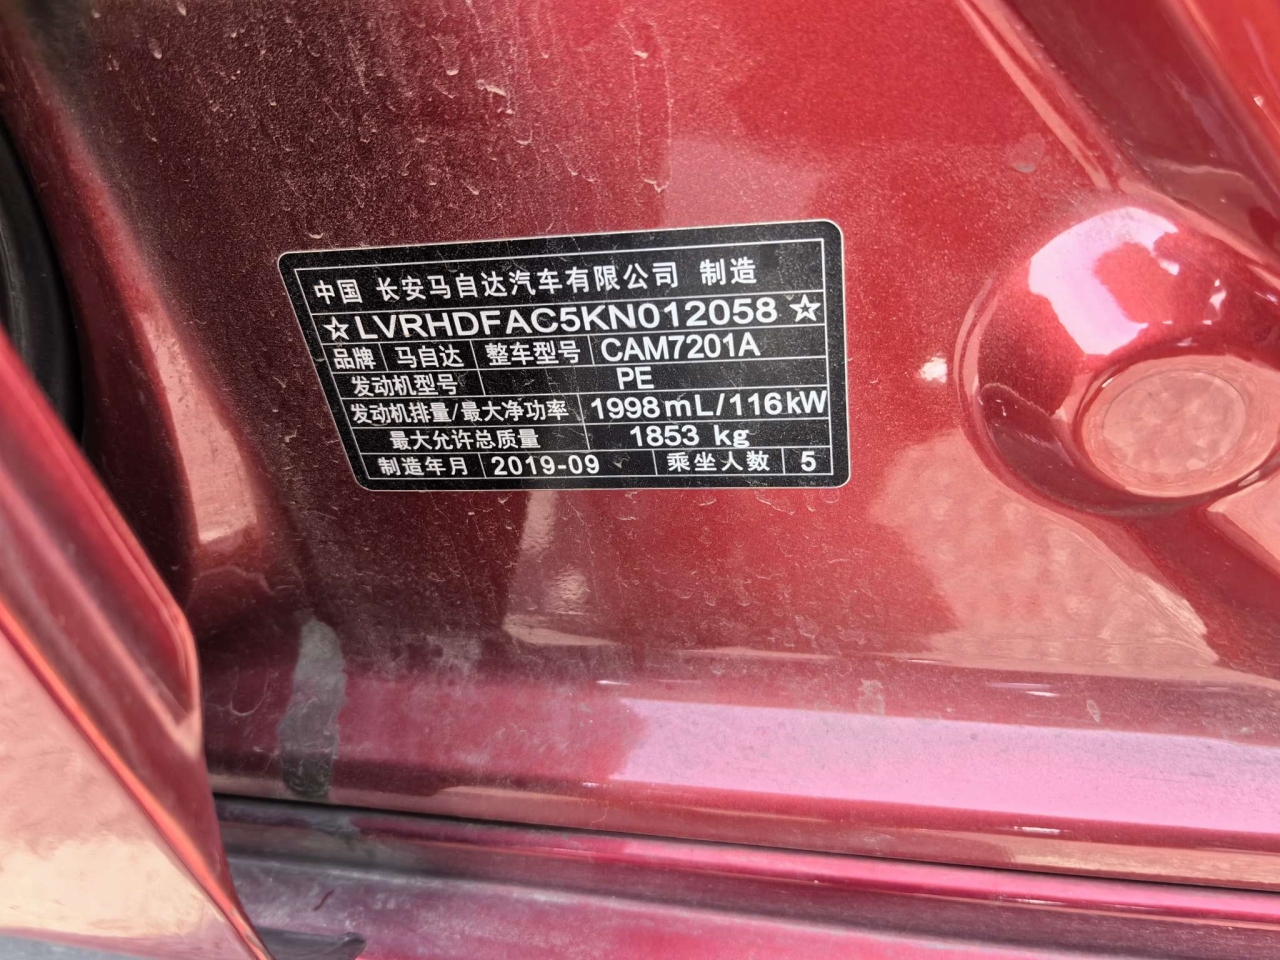 中国 长安马自达汽车有限公司 制造
☆LVRHDFAC5KN012058☆
品牌 马自达 整车型号 CAM7201A
发动机型号 PE
发动机排量/最大净功率 1998mL/116kW
最大允许总质量 1853 kg
制造年月 2019-09 乘坐人数 5